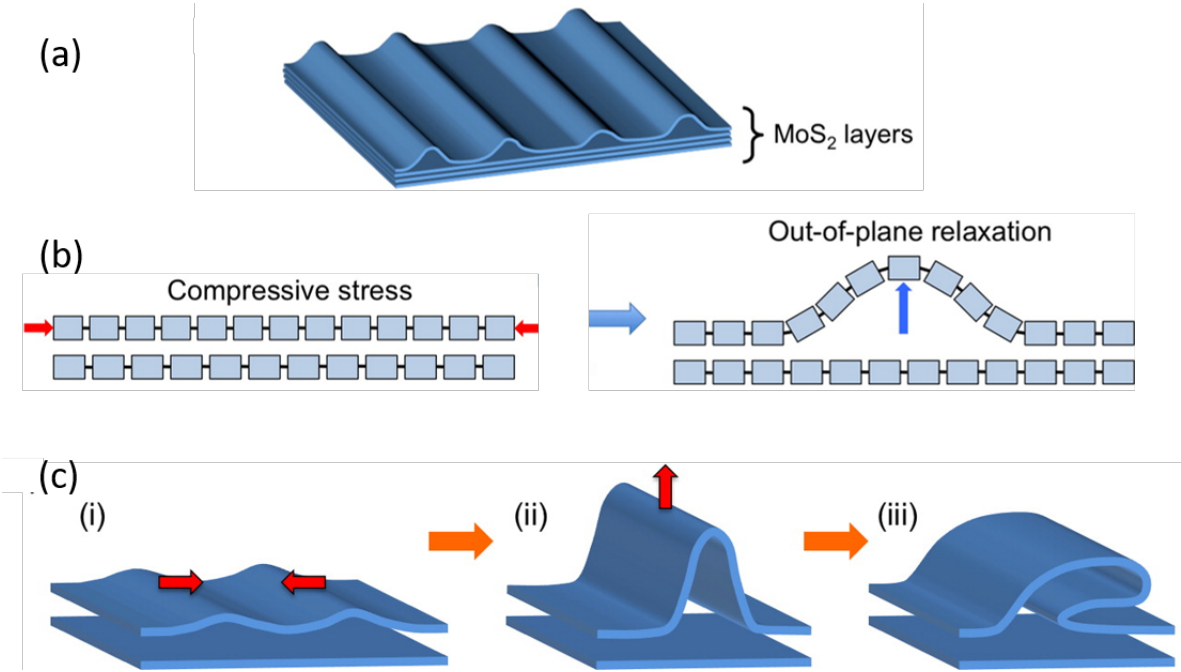 (a)
MoS₂ layers
(b)
Compressive stress
Out-of-plane relaxation
(c)
(i)
(ii)
(iii)